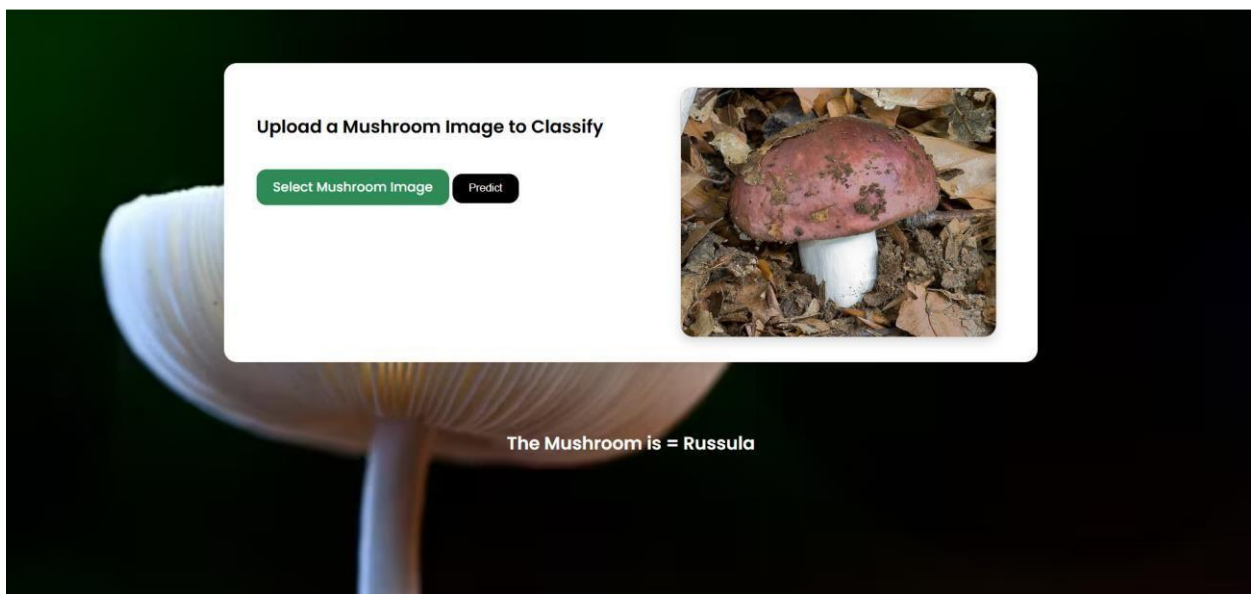 Upload a Mushroom Image to Classify
Select Mushroom Image Predict
The Mushroom is = Russula